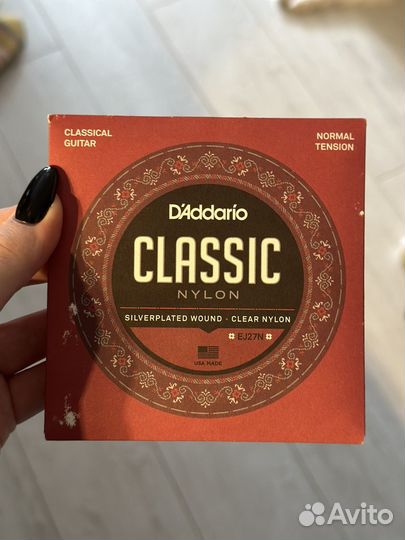 CLASSICAL
GUITAR
NORMAL
TENSION
D'Addario
CLASSIC
NYLON
SILVERPLATED WOUND · CLEAR NYLON
EJ27N
USA MADE
Avito